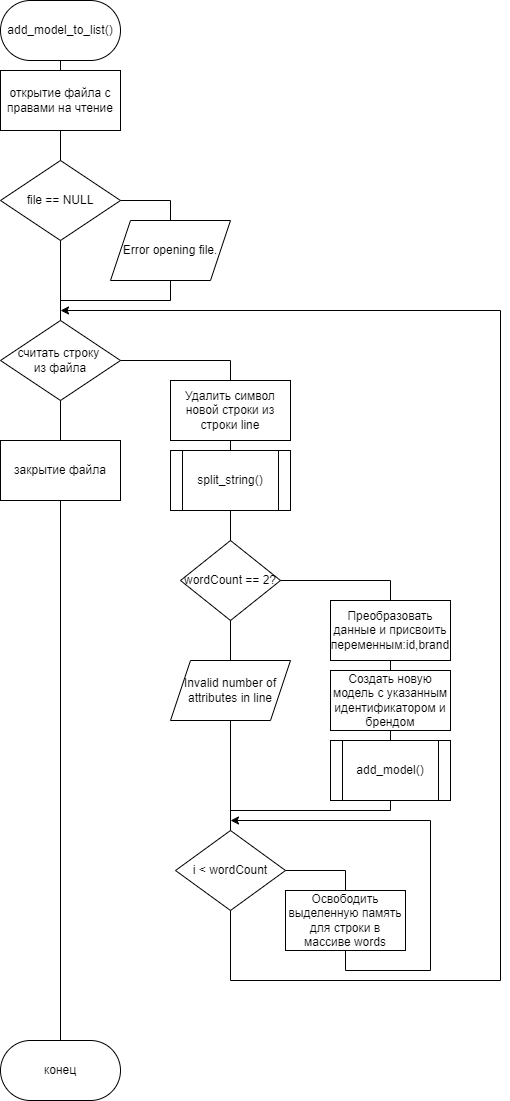 add_model_to_list()
открытие файла с
правами на чтение
file == NULL
Error opening file.
считать строку
из файла
Удалить символ
новой строки из
строки line
закрытие файла
split_string()
wordCount == 2?
Преобразовать
данные и присвоить
переменным:id,brand
Invalid number of
attributes in line
Создать новую
модель с указанным
идентификатором и
брендом
add_model()
i < wordCount
Освободить
выделенную память
для строки в
массиве words
конец